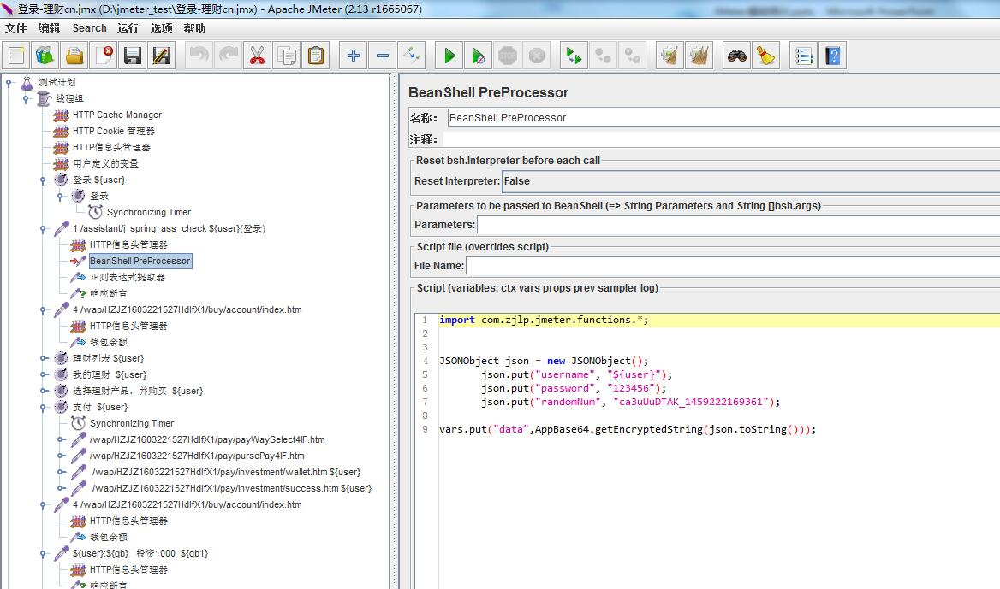 登录-理财cn.jmx (D:\jmeter_test\登录-理财cn.jmx) - Apache JMeter (2.13 r1665067)
文件 编辑 Search 运行 选项 帮助
测试计划
线程组
HTTP Cache Manager
HTTP Cookie 管理器
HTTP信息头管理器
用户定义的变量
登录 ${user}
登录
Synchronizing Timer
1 /assistant/j_spring_ass_check ${user}(登录)
HTTP信息头管理器
BeanShell PreProcessor
正则表达式提取器
响应断言
4 /wap/HZJZ1603221527HdlfX1/buy/account/index.htm
HTTP信息头管理器
钱包余额
理财列表 ${user}
我的理财 ${user}
选择理财产品，并购买 ${user}
支付 ${user}
Synchronizing Timer
/wap/HZJZ1603221527HdlfX1/pay/payWaySelect4IF.htm
/wap/HZJZ1603221527HdlfX1/pay/pursePay4IF.htm
/wap/HZJZ1603221527HdlfX1/pay/investment/wallet.htm ${user}
/wap/HZJZ1603221527HdlfX1/pay/investment/success.htm ${user}
4 /wap/HZJZ1603221527HdlfX1/buy/account/index.htm
HTTP信息头管理器
钱包余额
${user}:${qb} 投资1000 ${qb1}
HTTP信息头管理器
响应断言
BeanShell PreProcessor
名称： BeanShell PreProcessor
注释：
Reset bsh.Interpreter before each call
Reset Interpreter: False
Parameters to be passed to BeanShell (=> String Parameters and String []bsh.args)
Parameters:
Script file (overrides script)
File Name:
Script (variables: ctx vars props prev sampler log)
1 import com.zjlp.jmeter.functions.*;
2
3
4 JSONObject json = new JSONObject();
5 json.put("username", "${user}");
6 json.put("password", "123456");
7 json.put("randomNum", "ca3uUuDTAK_1459222169361");
8
9 vars.put("data",AppBase64.getEncryptedString(json.toString()));